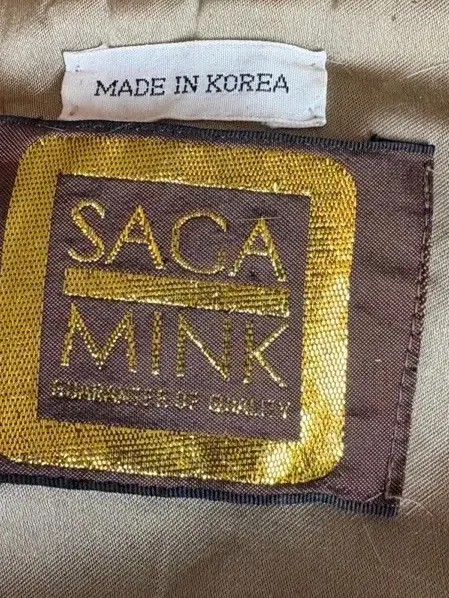 MADE IN KOREA
SAGA
MINK
GUARANTEE OF QUALITY